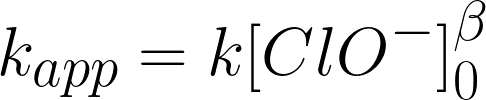 k_{app} = k[ClO^-]_0^β